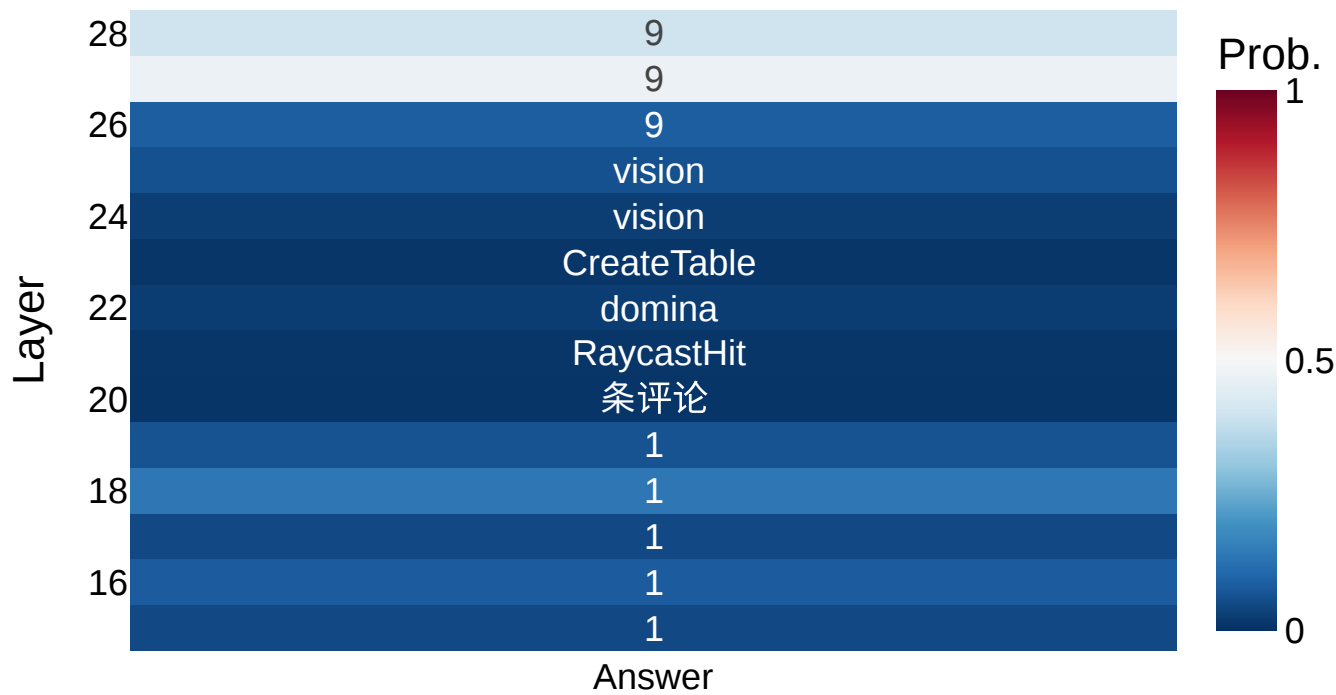 28
9
Prob.
9
1
26
9
vision
24
vision
CreateTable
Layer
22
domina
RaycastHit
0.5
20
条评论
1
18
1
1
16
1
1
0
Answer